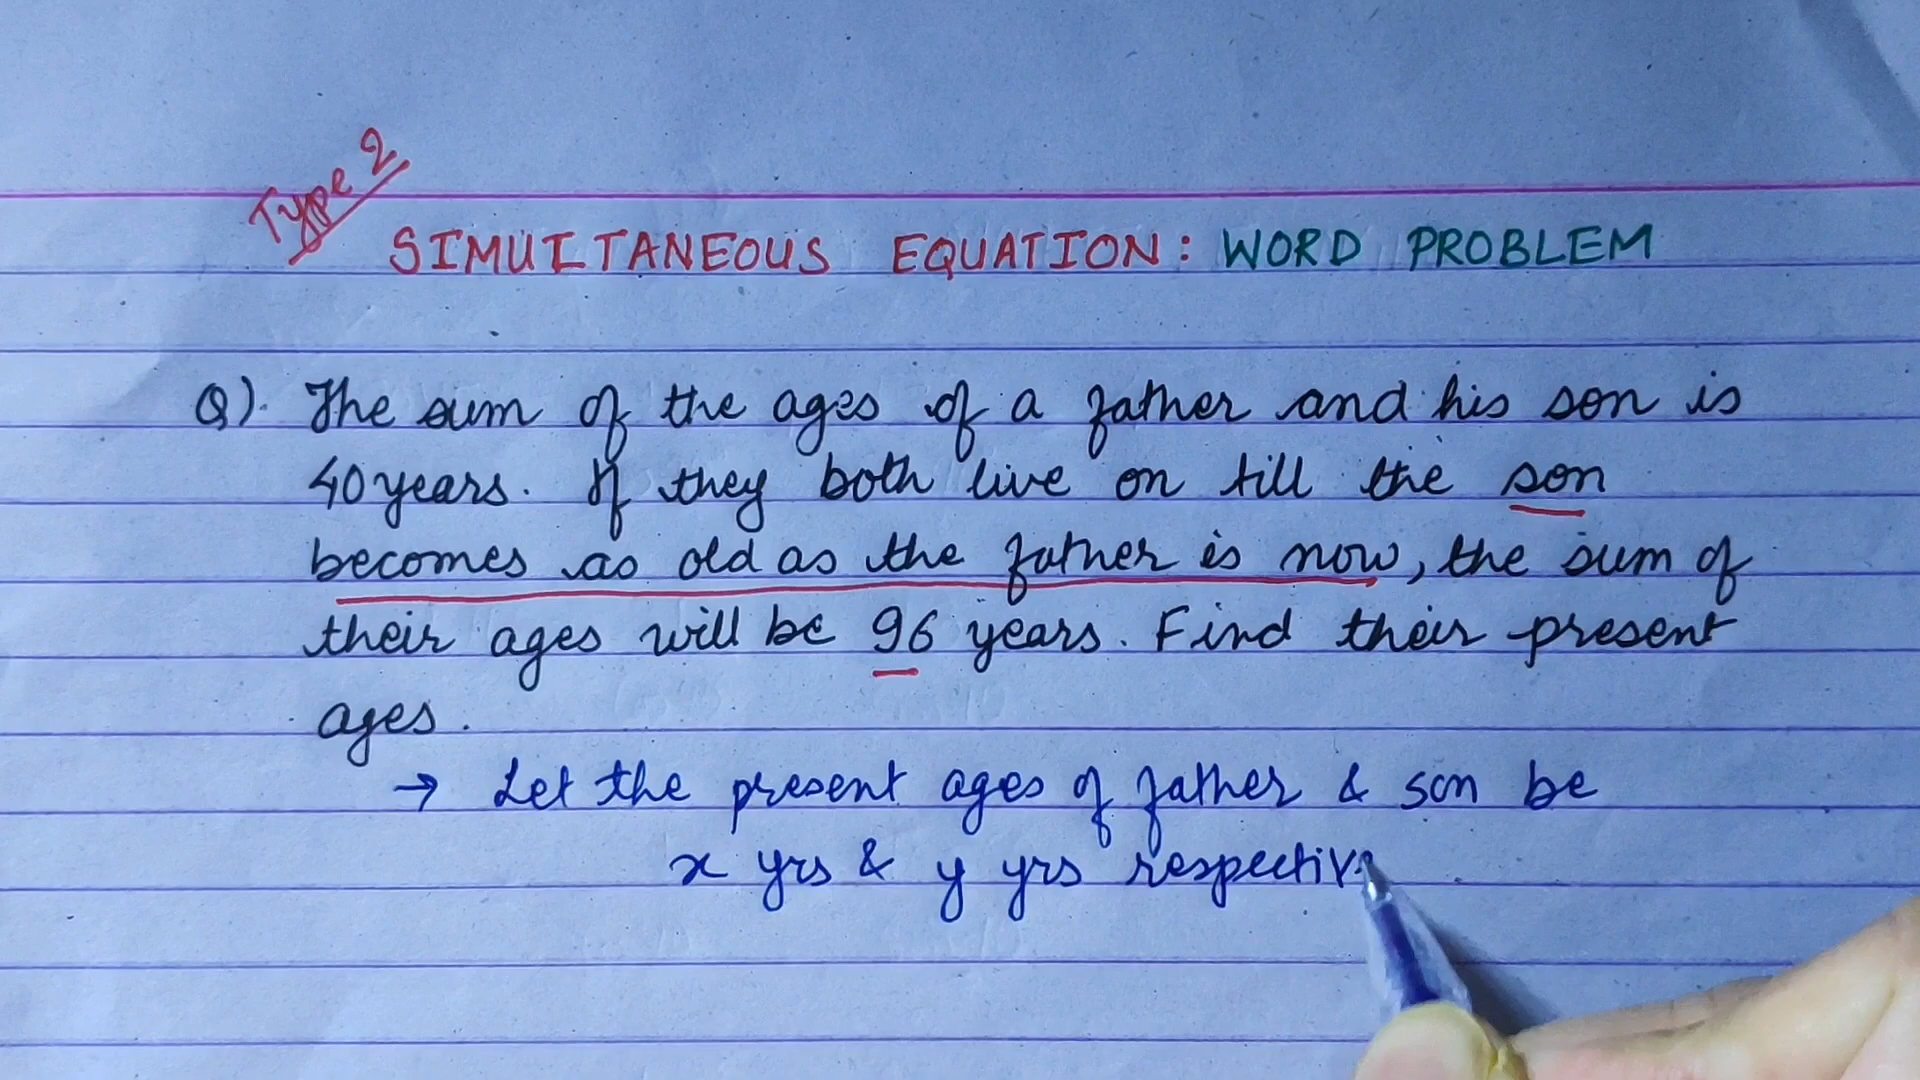 Type 2
SIMULTANEOUS EQUATION: WORD PROBLEM
Q). The sum of the ages of a father and his son is
40 years. If they both live on till the son
becomes as old as the father is now, the sum of
their ages will be 96 years. Find their present
ages.
→ Let the present ages of father & son be
x yrs & y yrs respective